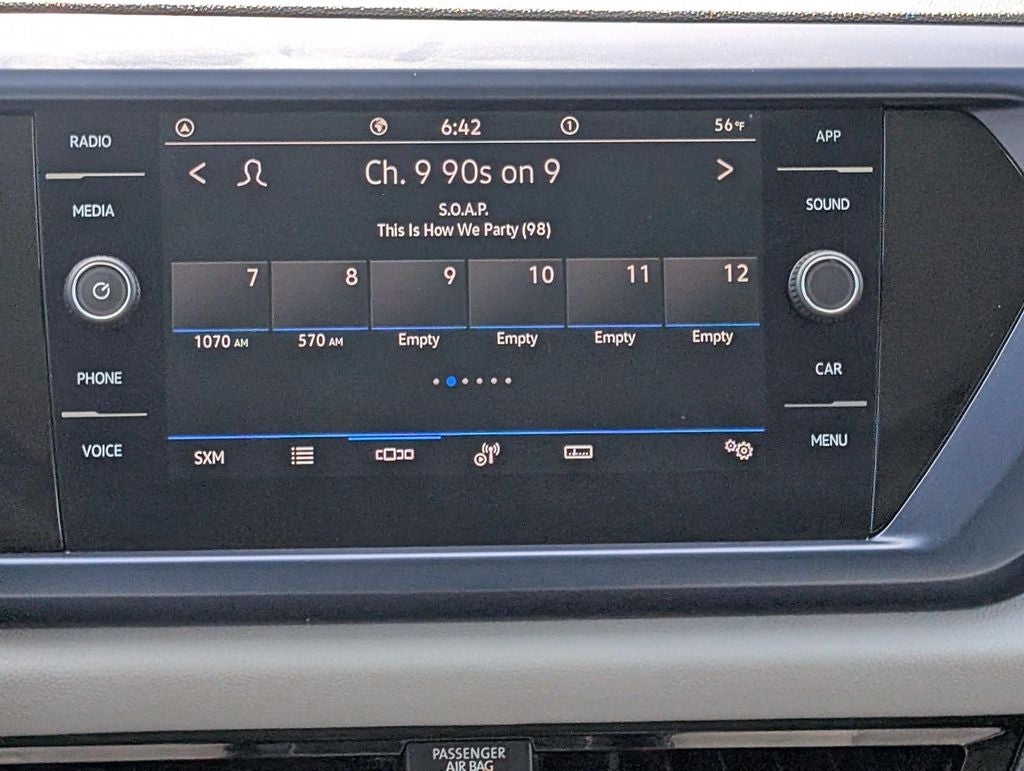 RADIO
MEDIA
PHONE
VOICE
6:42
1
56°F
<
Ch. 9 90s on 9
>
S.O.A.P.
This Is How We Party (98)
7
8
9
10
11
12
1070 AM
570 AM
Empty
Empty
Empty
Empty
SXM
APP
SOUND
CAR
MENU
PASSENGER
AIR BAG